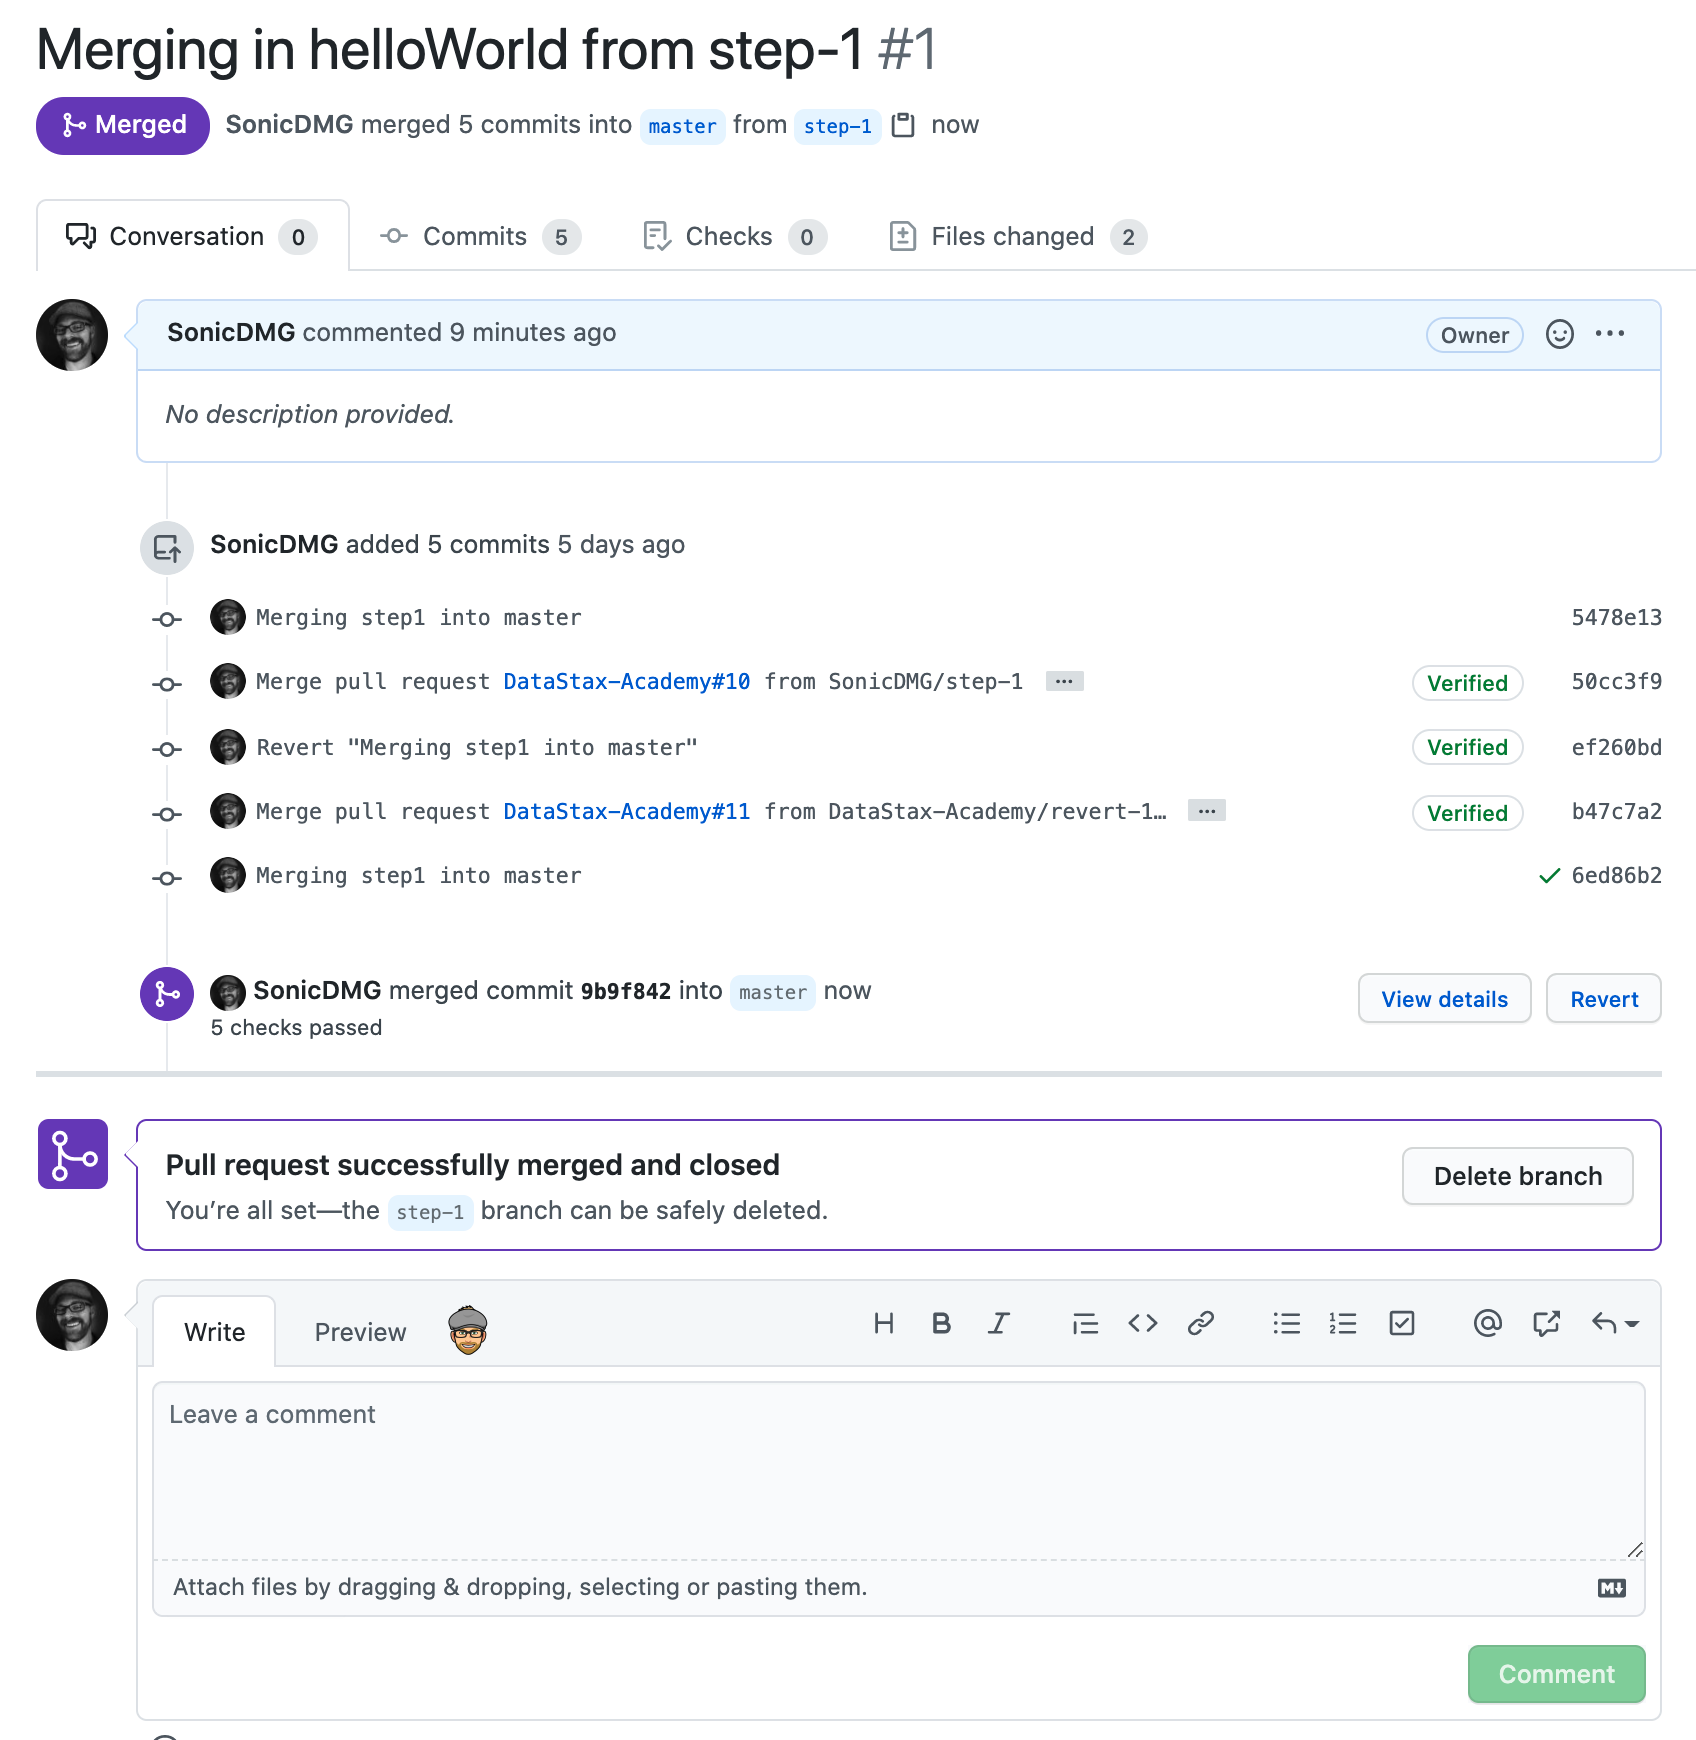 Merging in helloWorld from step-1 #1
Merged SonicDMG merged 5 commits into master from step-1 now
Conversation 0 Commits 5 Checks 0 Files changed 2
SonicDMG commented 9 minutes ago Owner
No description provided.
SonicDMG added 5 commits 5 days ago
Merging step1 into master 5478e13
Merge pull request DataStax-Academy#10 from SonicDMG/step-1 … Verified 50cc3f9
Revert "Merging step1 into master" Verified ef260bd
Merge pull request DataStax-Academy#11 from DataStax-Academy/revert-1… … Verified b47c7a2
Merging step1 into master 6ed86b2
SonicDMG merged commit 9b9f842 into master now View details Revert
5 checks passed
Pull request successfully merged and closed
You’re all set—the step-1 branch can be safely deleted. Delete branch
Write Preview H B I
Leave a comment
Attach files by dragging & dropping, selecting or pasting them.
Comment